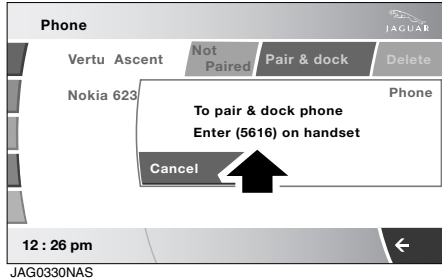 Phone
JAGUAR
Vertu Ascent
Not Paired
Pair & dock
Delete
Nokia 623
Phone
To pair & dock phone
Enter (5616) on handset
Cancel
12 : 26 pm
JAG0330NAS